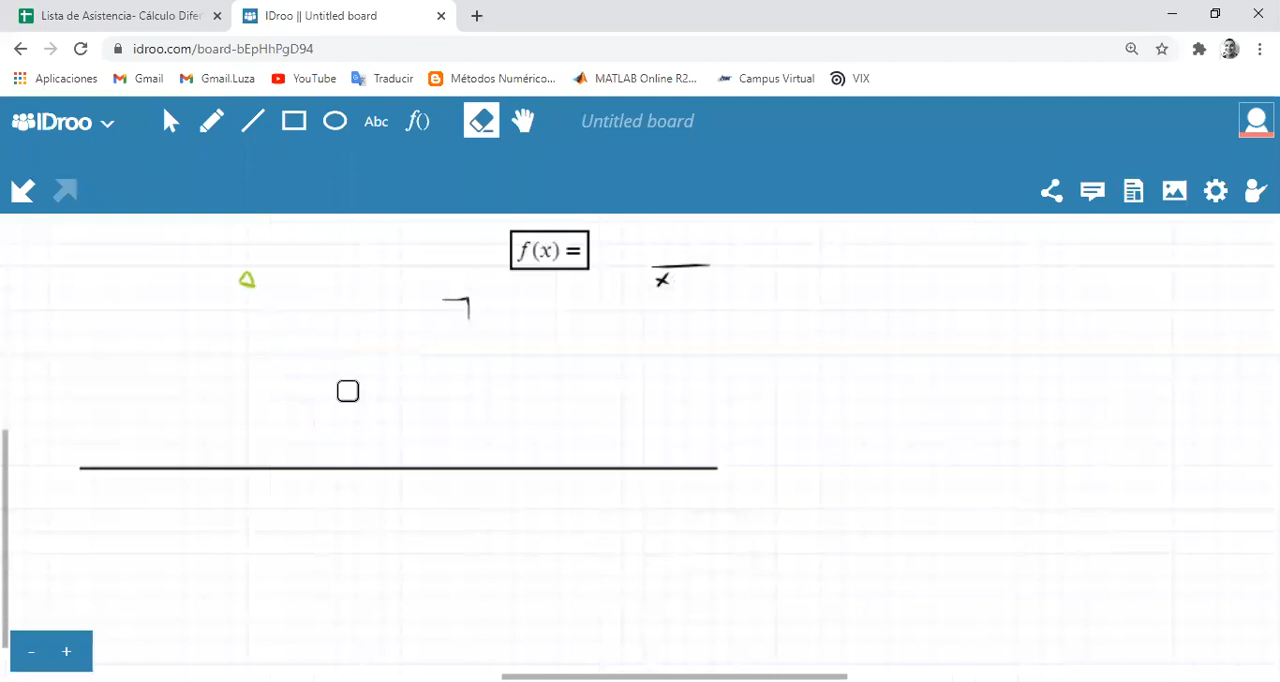 Lista de Asistencia- Cálculo Difer
IDroo || Untitled board
idroo.com/board-bEpHhPgD94
Aplicaciones
Gmail
Gmail.Luza
YouTube
Traducir
Métodos Numérico...
MATLAB Online R2...
Campus Virtual
VIX
IDroo
Abc
f()
Untitled board
f(x) =
x
- +